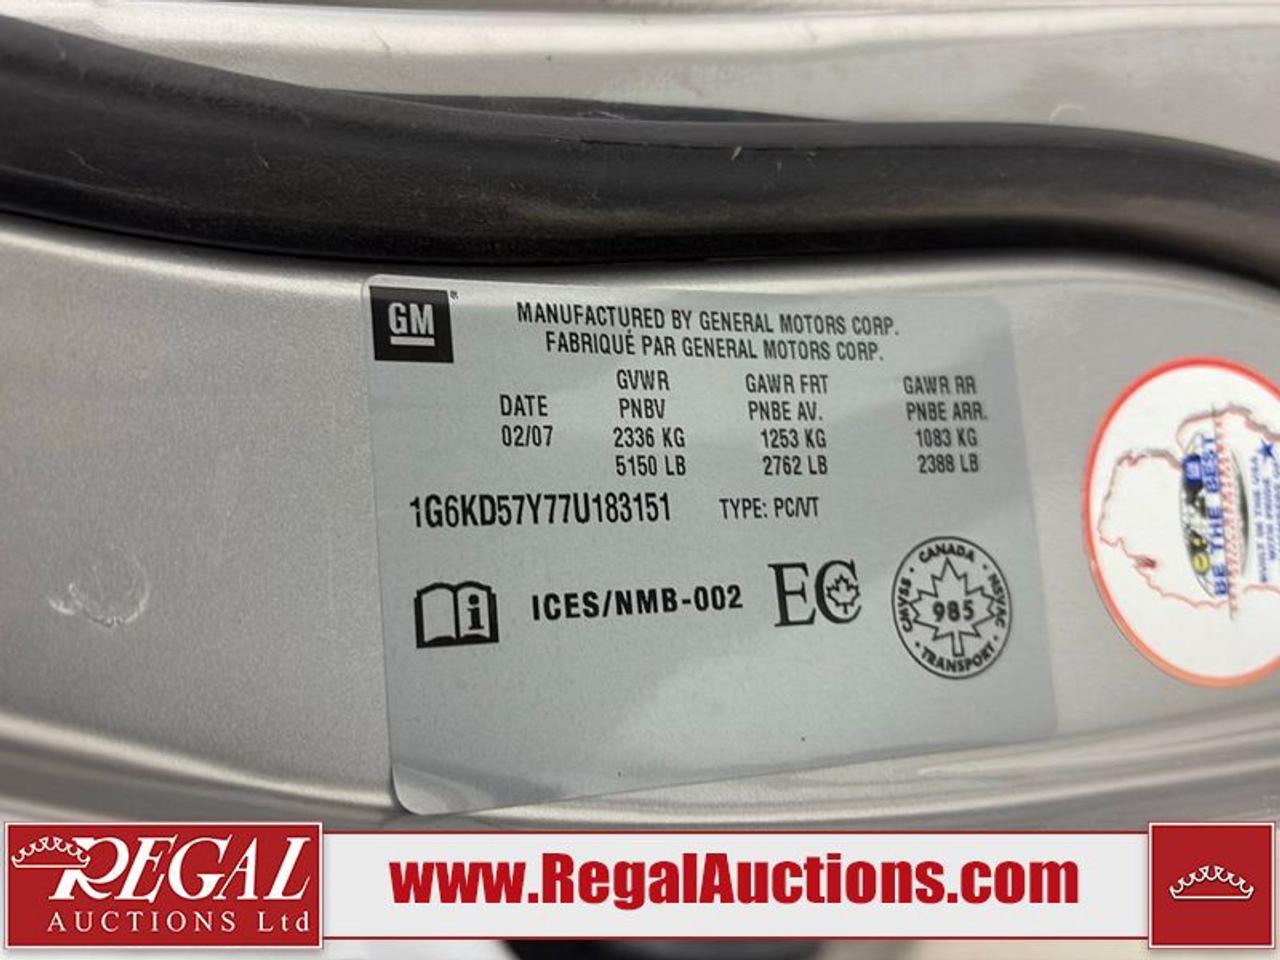 GM®
MANUFACTURED BY GENERAL MOTORS CORP.
FABRIQUÉ PAR GENERAL MOTORS CORP.
GVWR GAWR FRT GAWR RR
DATE PNBV PNBE AV. PNBE ARR.
02/07 2336 KG 1253 KG 1083 KG
5150 LB 2762 LB 2388 LB
1G6KD57Y77U183151 TYPE: PC/VT
i ICES/NMB-002 EC
CANADA
CMVSS 985 NSVAC
TRANSPORT
BE THE BEST
REGAL
AUCTIONS Ltd
www.RegalAuctions.com